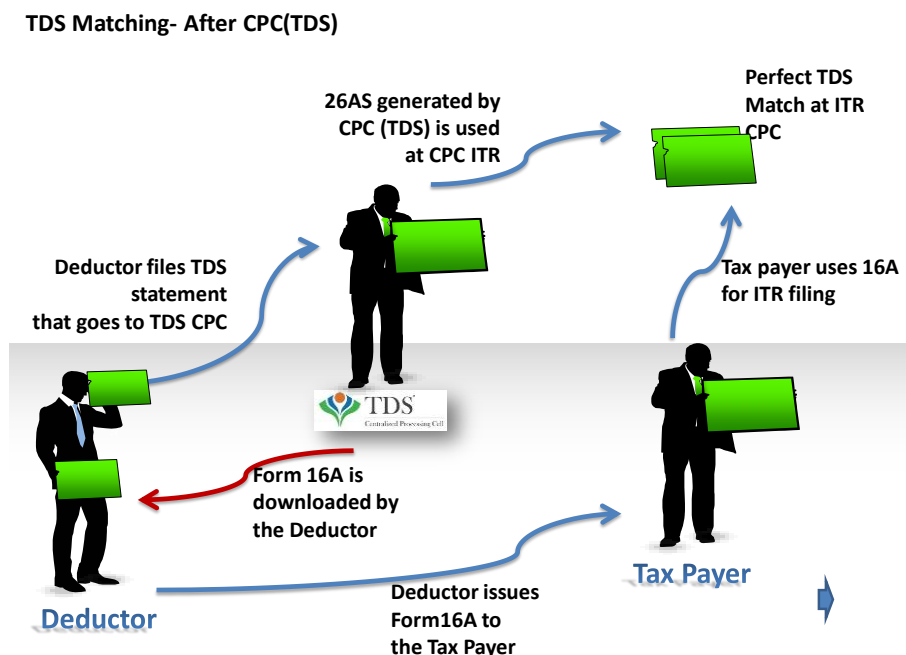 TDS Matching- After CPC(TDS)
26AS generated by
CPC (TDS) is used
at CPC ITR
Perfect TDS
Match at ITR
CPC
Deductor files TDS
statement
that goes to TDS CPC
Tax payer uses 16A
for ITR filing
TDS
Centralized Processing Cell
Form 16A is
downloaded by
the Deductor
Tax Payer
Deductor
Deductor issues
Form16A to
the Tax Payer